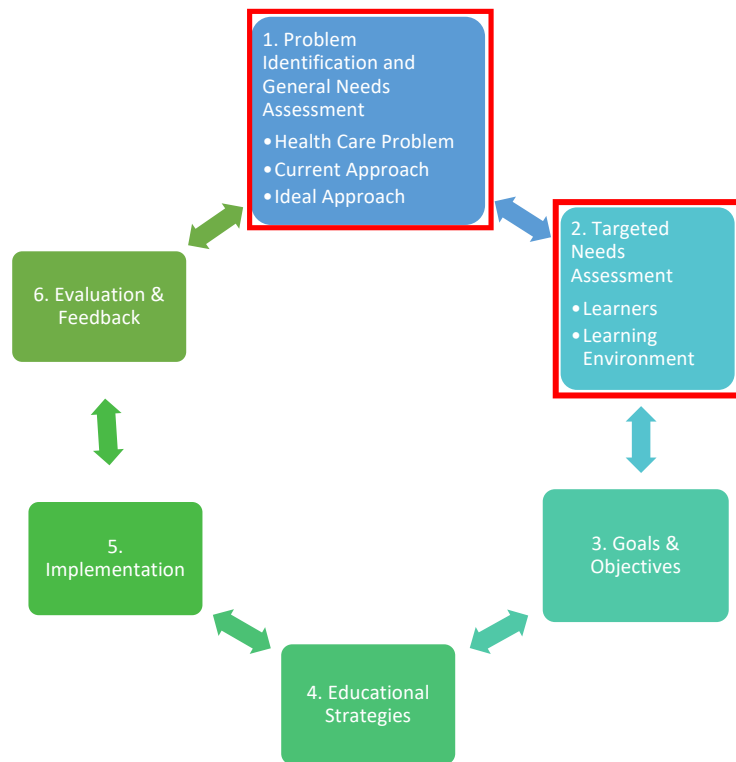 1. Problem
Identification and
General Needs
Assessment
•Health Care Problem
•Current Approach
•Ideal Approach
2. Targeted
Needs
Assessment
•Learners
•Learning
Environment
3. Goals &
Objectives
4. Educational
Strategies
5.
Implementation
6. Evaluation &
Feedback